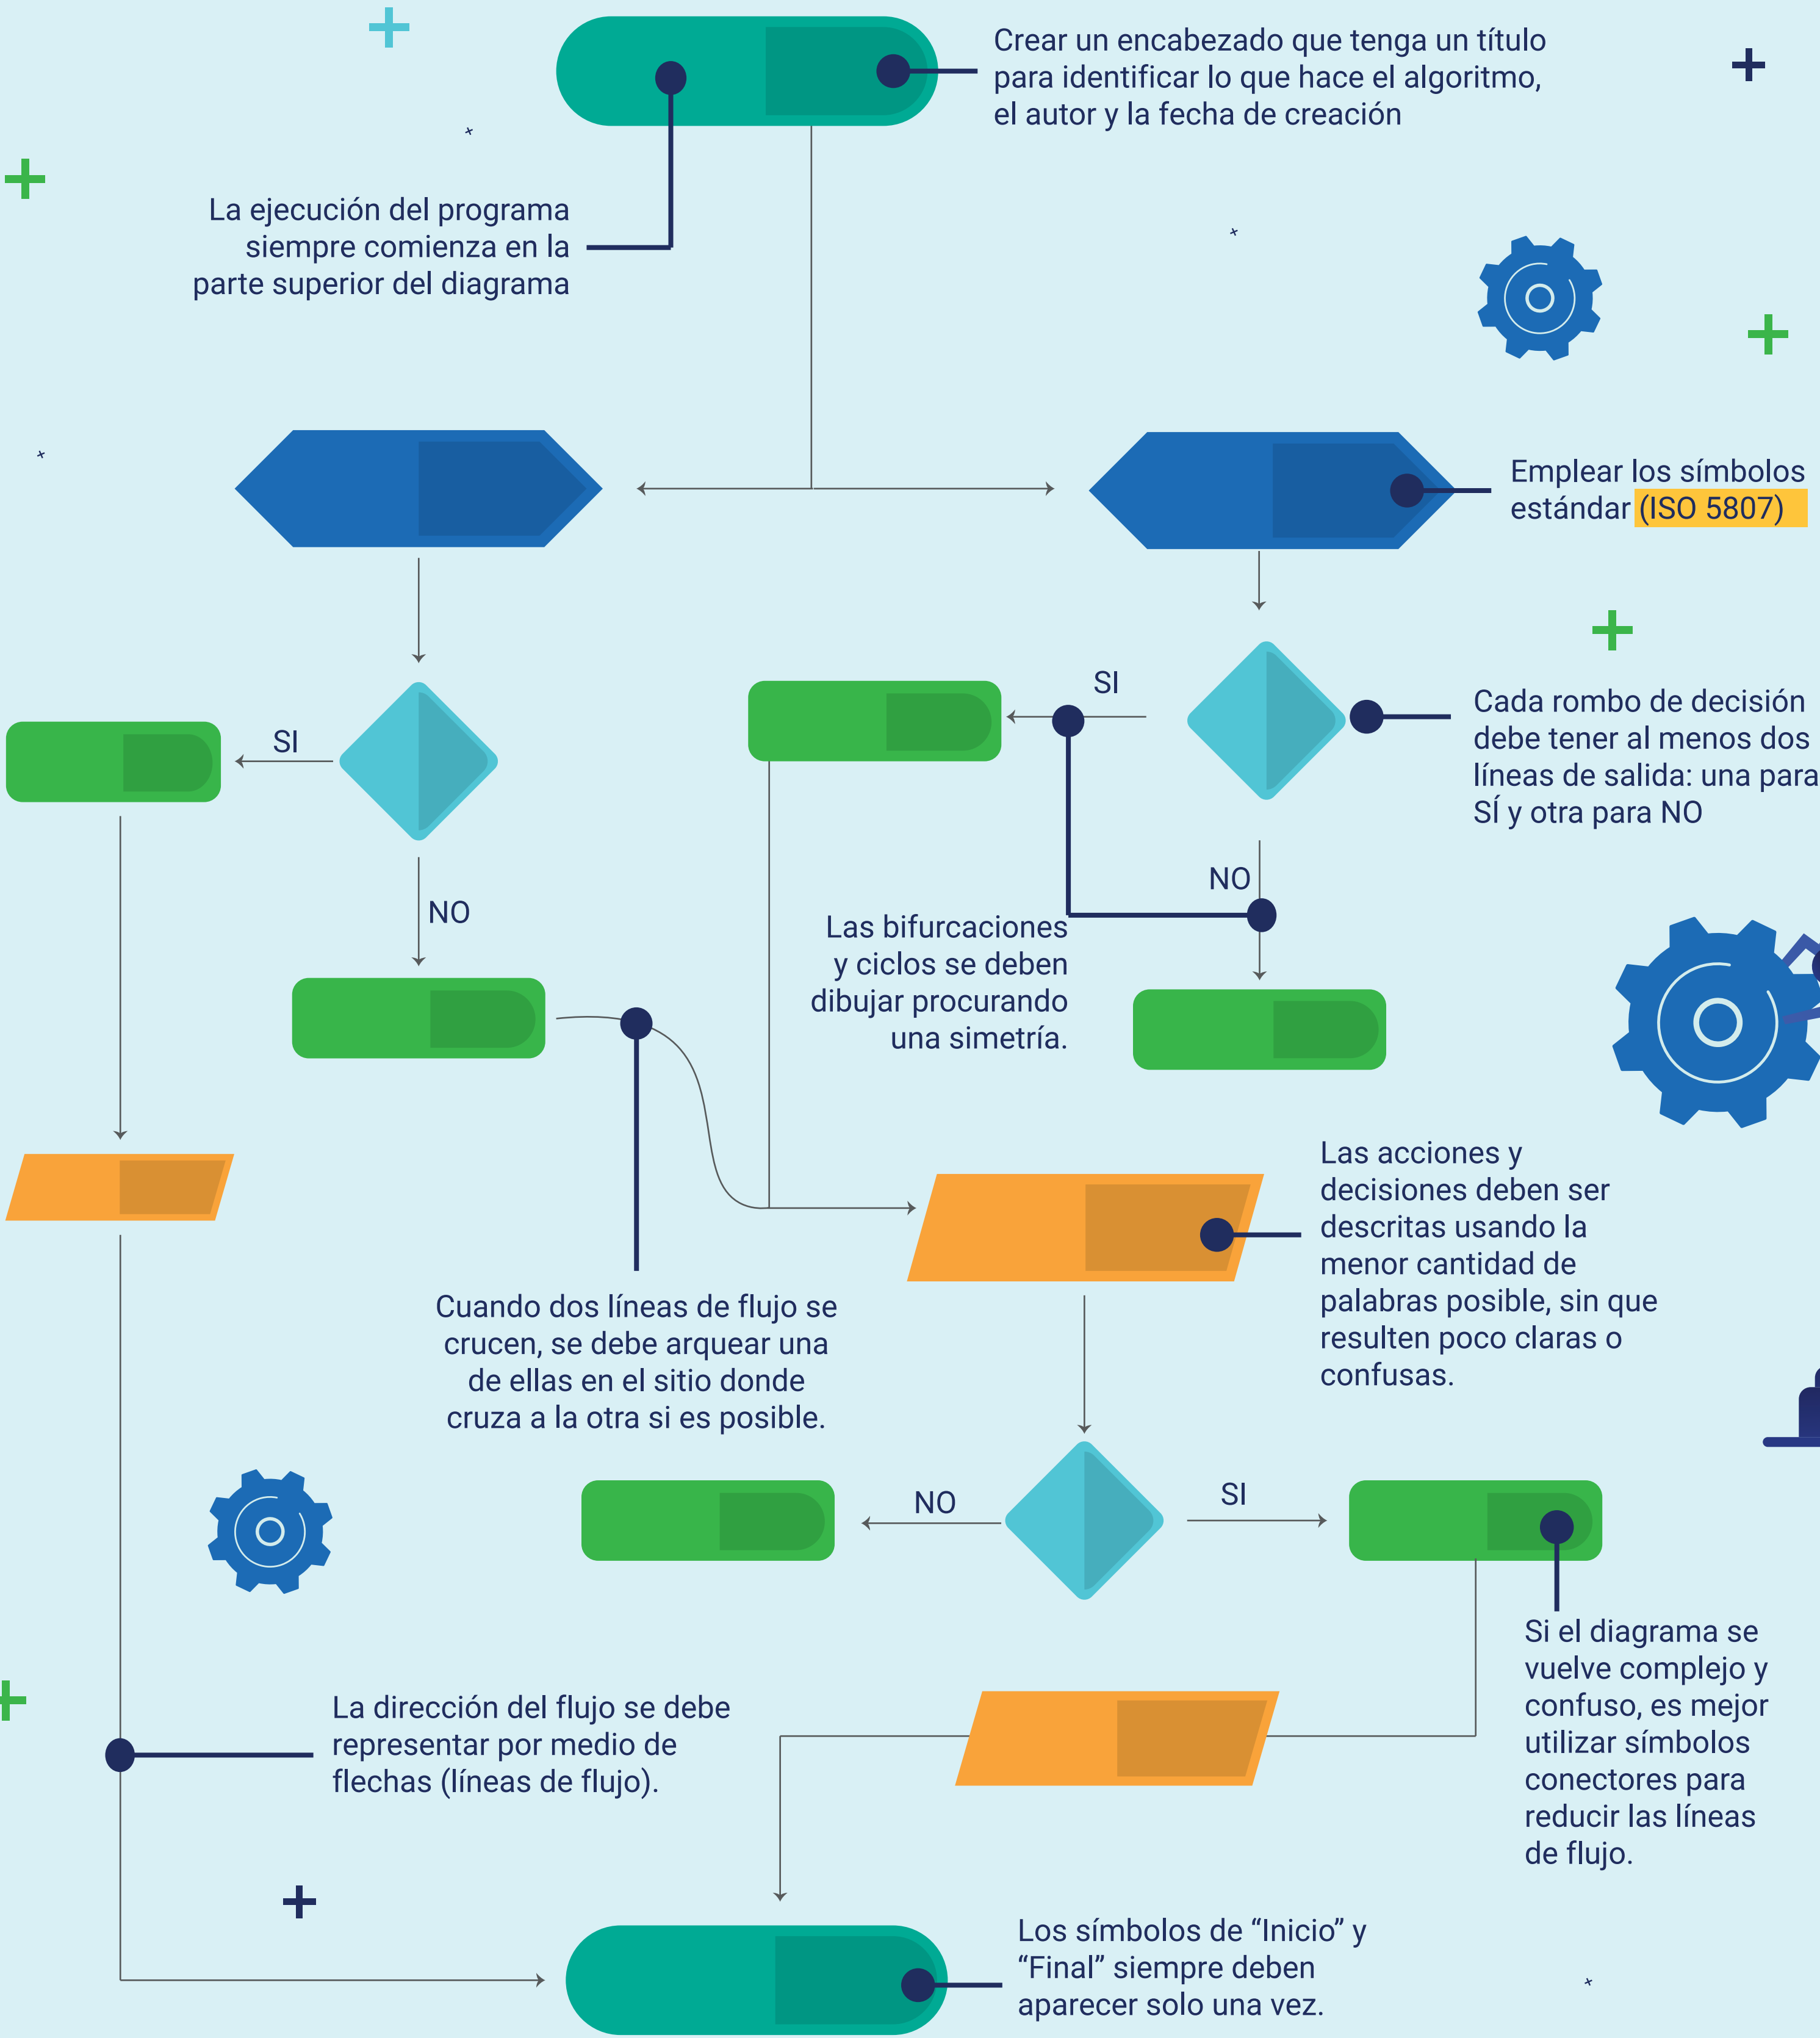 Crear un encabezado que tenga un título
para identificar lo que hace el algoritmo,
el autor y la fecha de creación
La ejecución del programa
siempre comienza en la
parte superior del diagrama
Emplear los símbolos
estándar (ISO 5807)
SI
SI
Cada rombo de decisión
debe tener al menos dos
líneas de salida: una para
SÍ y otra para NO
NO
NO
Las bifurcaciones
y ciclos se deben
dibujar procurando
una simetría.
Las acciones y
decisiones deben ser
descritas usando la
menor cantidad de
palabras posible, sin que
resulten poco claras o
confusas.
Cuando dos líneas de flujo se
crucen, se debe arquear una
de ellas en el sitio donde
cruza a la otra si es posible.
NO
SI
Si el diagrama se
vuelve complejo y
confuso, es mejor
utilizar símbolos
conectores para
reducir las líneas
de flujo.
La dirección del flujo se debe
representar por medio de
flechas (líneas de flujo).
Los símbolos de “Inicio” y
“Final” siempre deben
aparecer solo una vez.